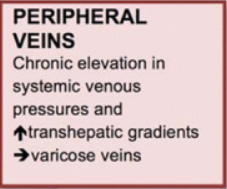 PERIPHERAL
VEINS
Chronic elevation in
systemic venous
pressures and
🡹transhepatic gradients
➔varicose veins